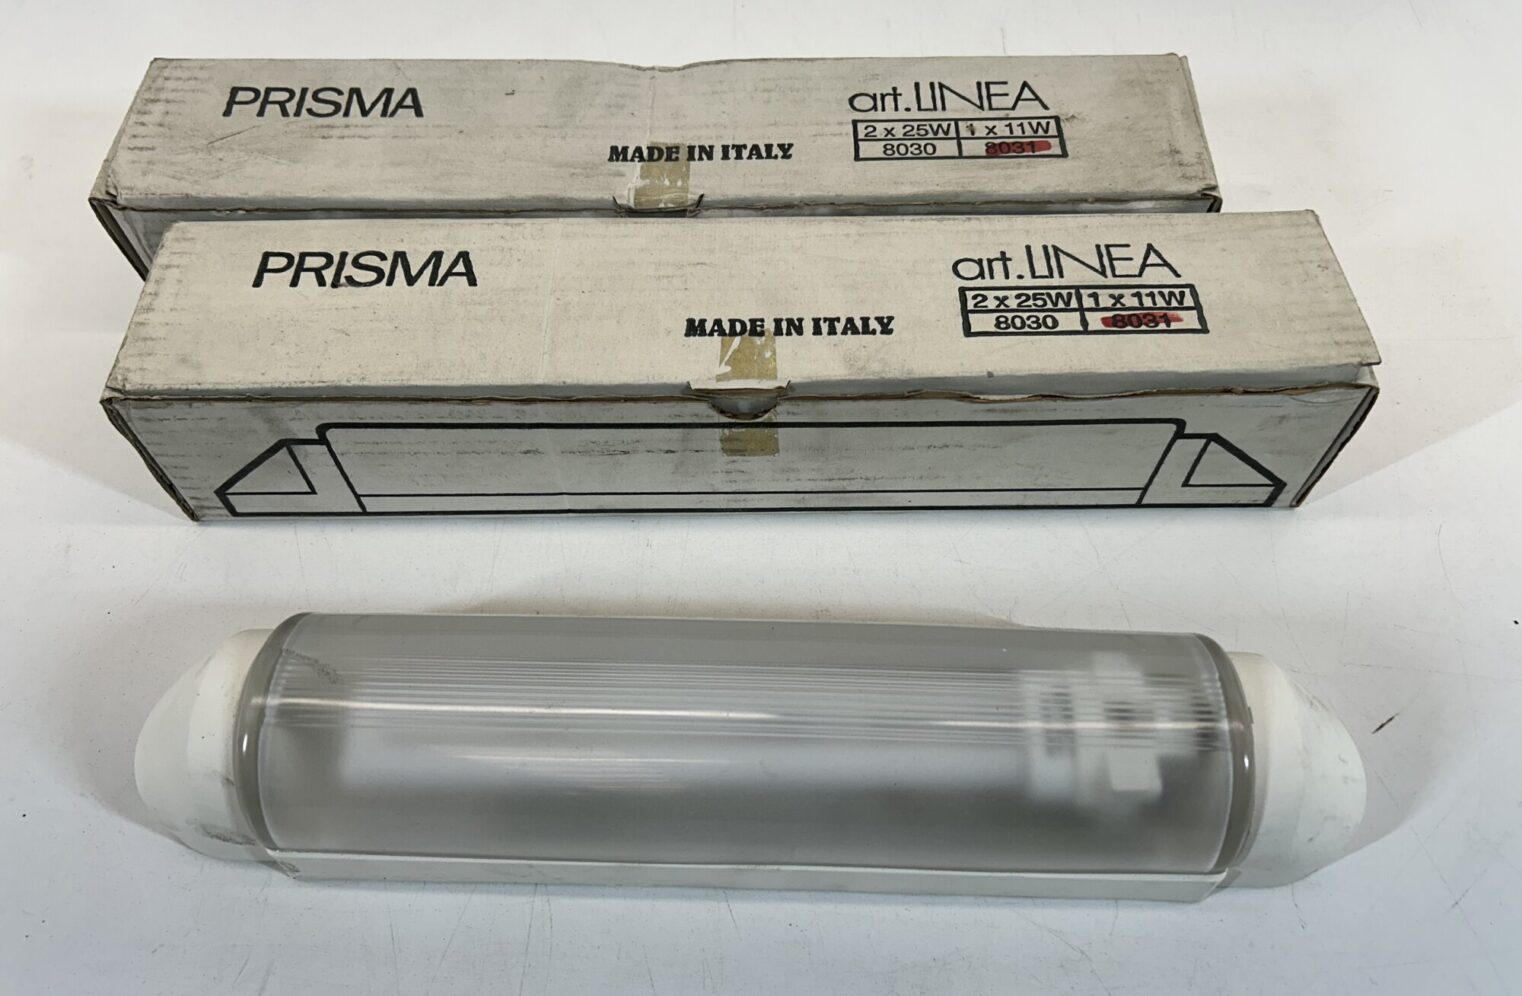 PRISMA
art.LINEA
MADE IN ITALY
2 x 25W 1 x 11W
8030 8031
PRISMA
art.LINEA
MADE IN ITALY
2 x 25W 1 x 11W
8030 8031